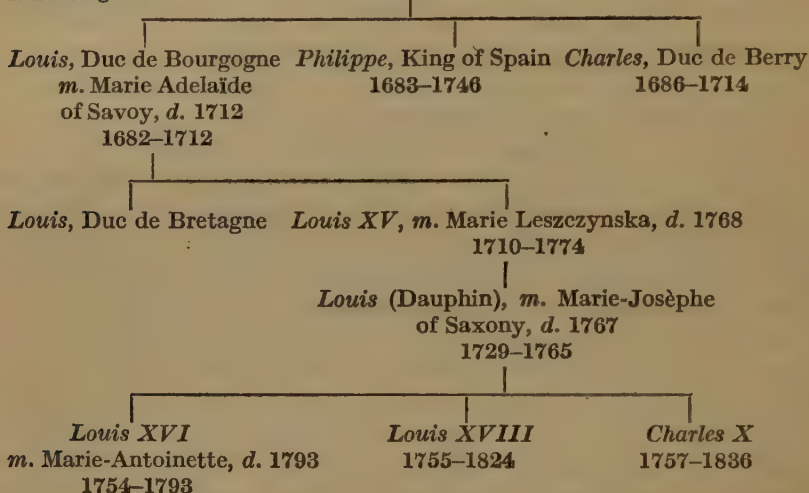 Louis, Duc de Bourgogne Philippe, King of Spain Charles, Duc de Berry
m. Marie Adelaïde 1683–1746 1686–1714
of Savoy, d. 1712
1682–1712
Louis, Duc de Bretagne Louis XV, m. Marie Leszczynska, d. 1768
1710–1774
Louis (Dauphin), m. Marie-Josèphe
of Saxony, d. 1767
1729–1765
Louis XVI Louis XVIII Charles X
m. Marie-Antoinette, d. 1793 1755–1824 1757–1836
1754–1793